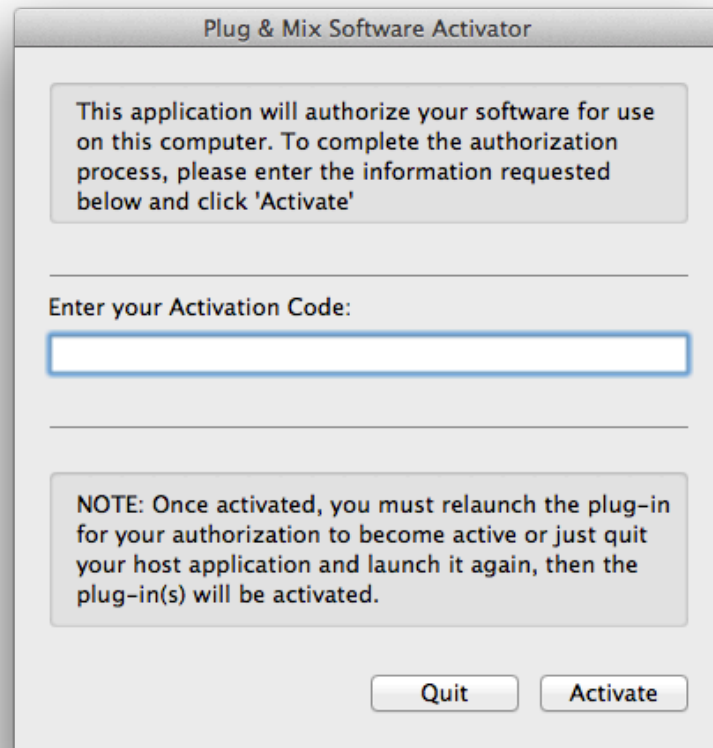 Plug & Mix Software Activator
This application will authorize your software for use
on this computer. To complete the authorization
process, please enter the information requested
below and click 'Activate'
Enter your Activation Code:
NOTE: Once activated, you must relaunch the plug-in
for your authorization to become active or just quit
your host application and launch it again, then the
plug-in(s) will be activated.
Quit
Activate